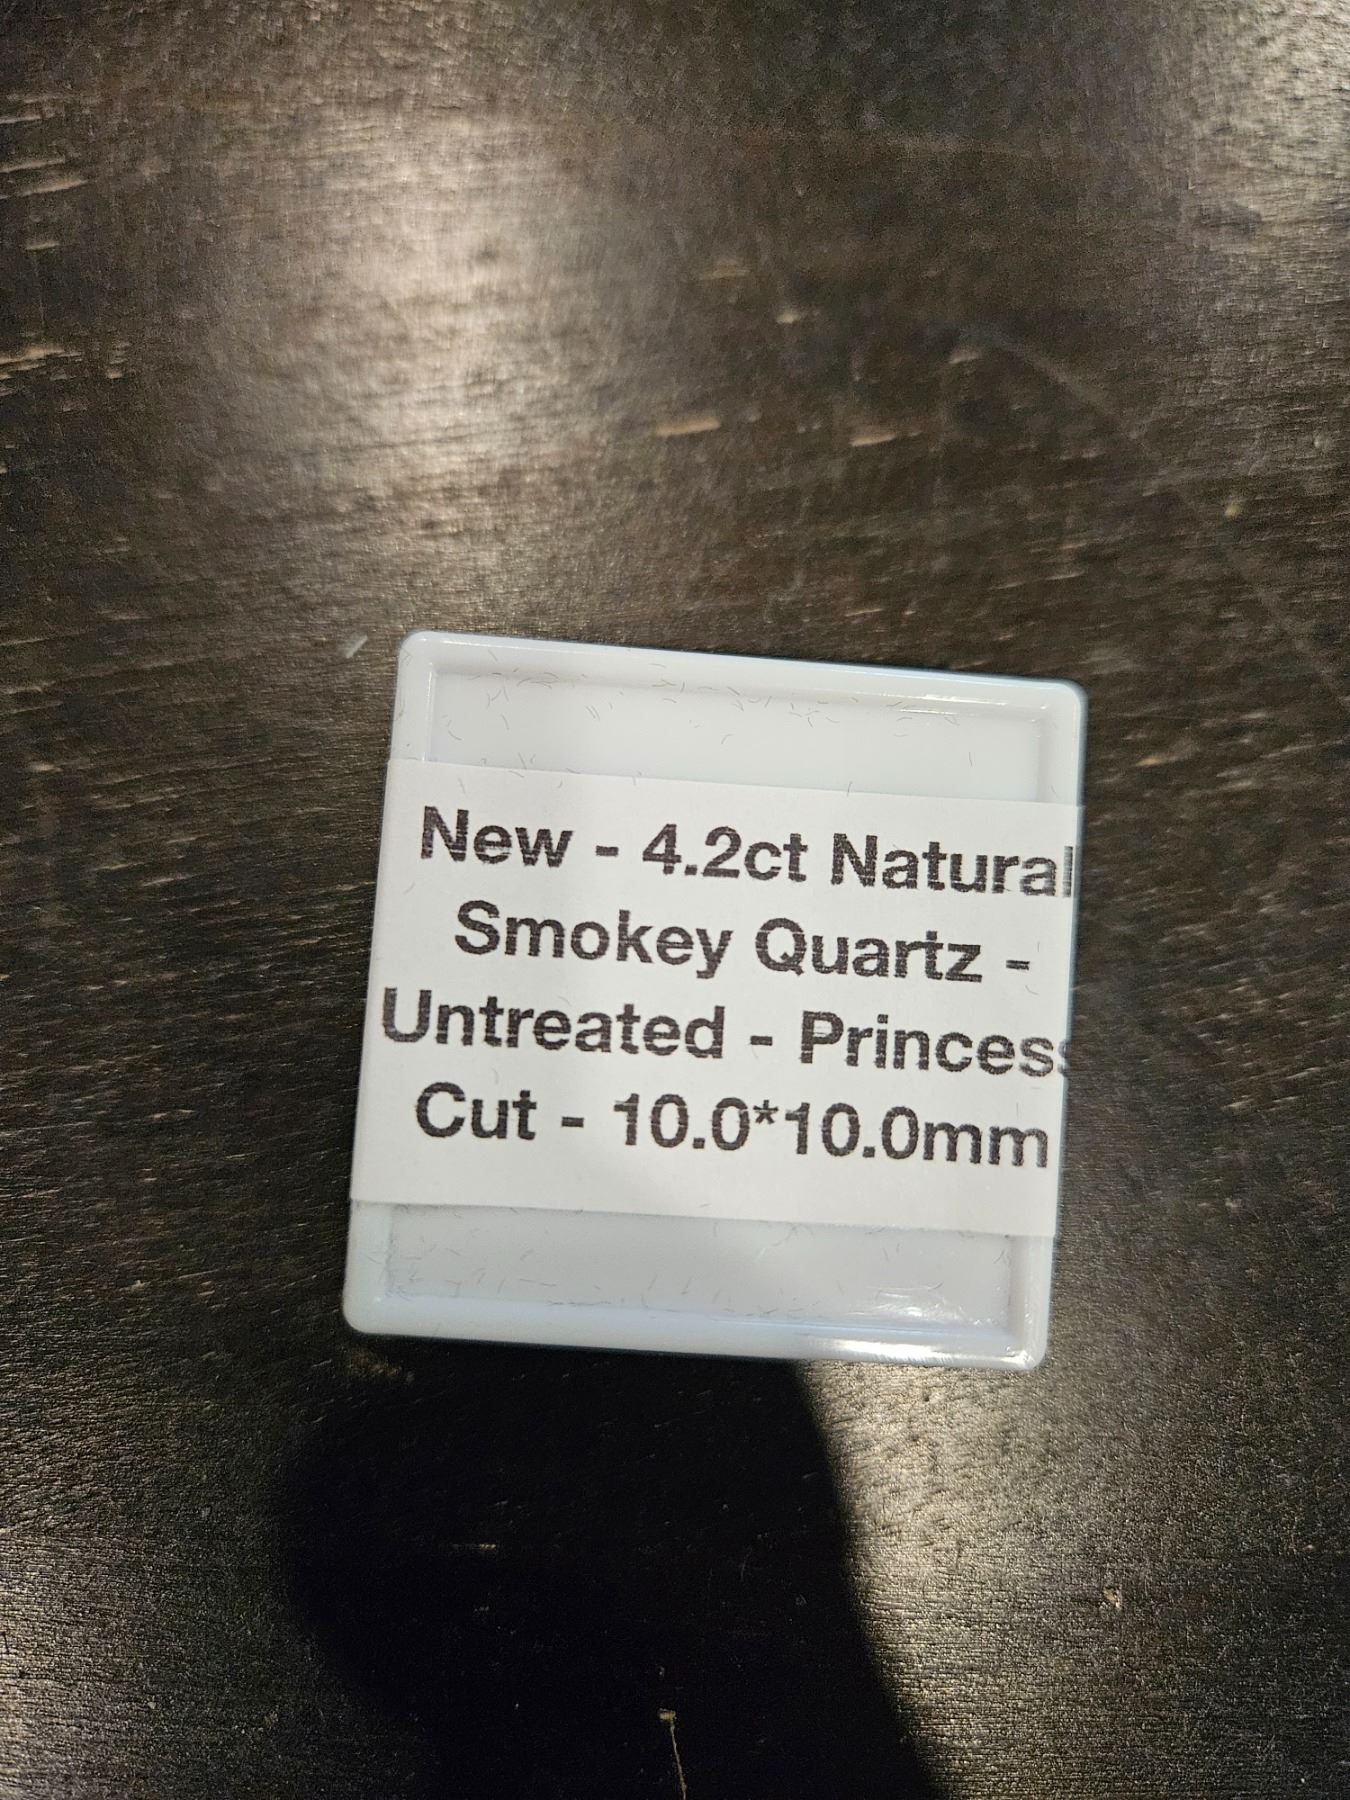 New - 4.2ct Natural
Smokey Quartz -
Untreated - Princess
Cut - 10.0*10.0mm